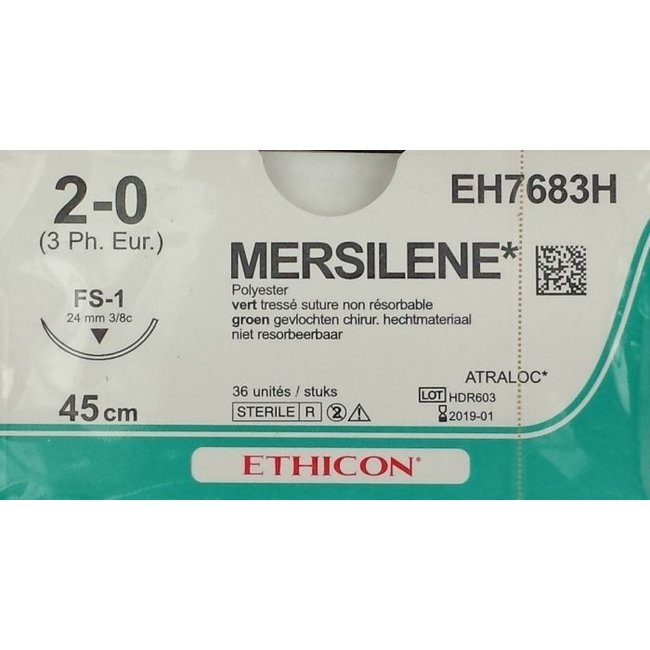 2-0
(3 Ph. Eur.)
FS-1
24 mm 3/8c
45 cm
EH7683H
MERSILENE*
Polyester
vert tressé suture non résorbable
groen gevlochten chirur. hechtmateriaal
niet resorbeerbaar
36 unités / stuks
STERILE R
2
ATRALOC*
LOT HDR603
2019-01
ETHICON*